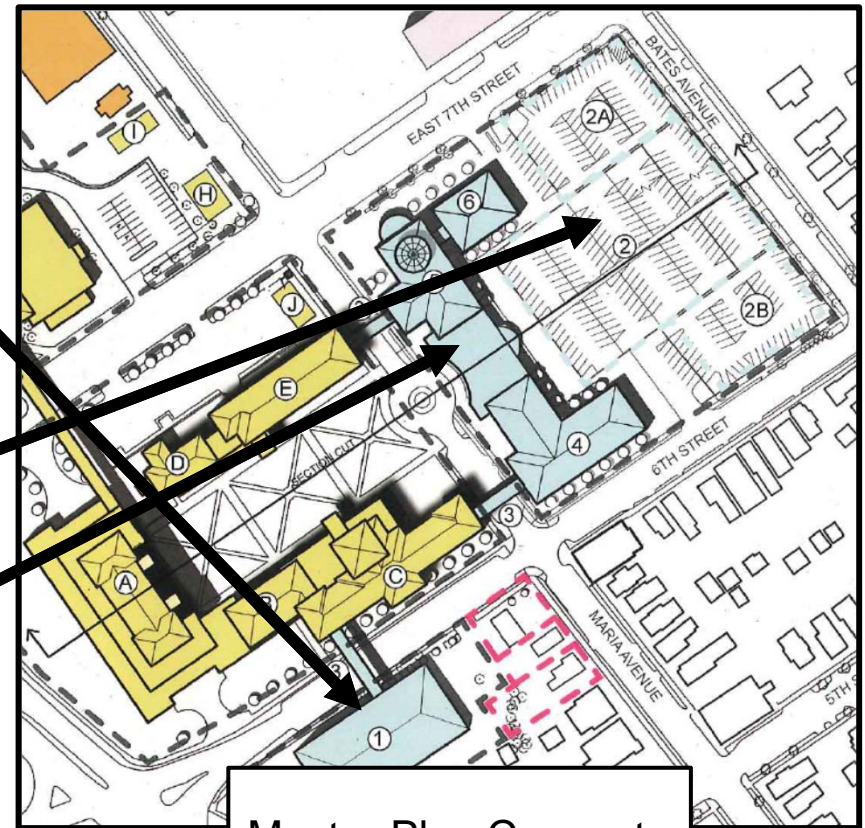 BATES AVENUE
EAST 7TH STREET
2A
I
H
6
2
J
2B
E
4
D
SECTION CUT
6TH STREET
3
A
C
MARIA AVENUE
3
5TH S
1
Master Plan Concept